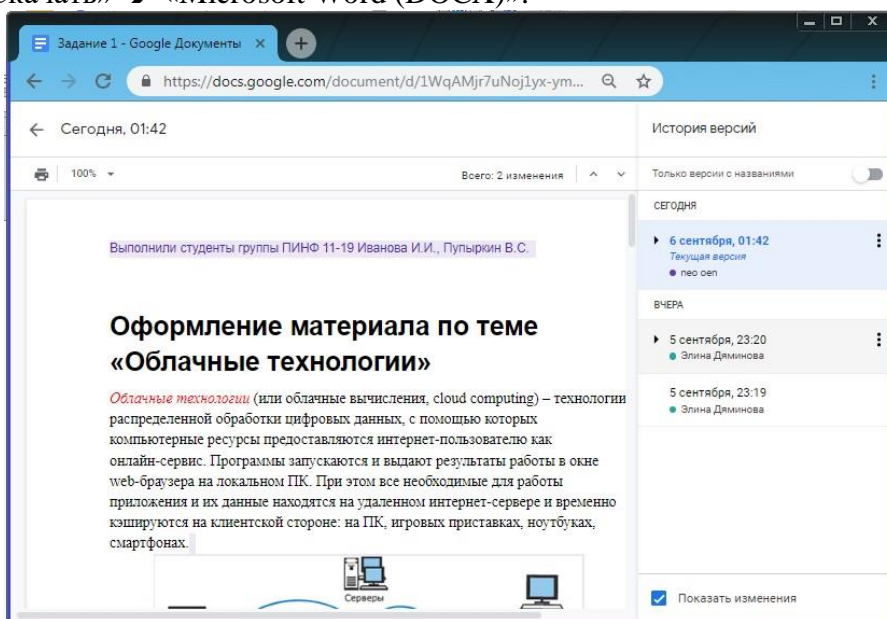 Скачать» «Microsoft Word (DOCX)».
Задание 1 - Google Документы
https://docs.google.com/document/d/1WqAMjr7uNoj1yx-ym...
Сегодня, 01:42
100%
Всего: 2 изменения
Выполнили студенты группы ПИНФ 11-19 Иванова И.И., Пупыркин В.С.
Оформление материала по теме
«Облачные технологии»
Облачные технологии (или облачные вычисления, cloud computing) – технологии
распределенной обработки цифровых данных, с помощью которых
компьютерные ресурсы предоставляются интернет-пользователю как
онлайн-сервис. Программы запускаются и выдают результаты работы в окне
web-браузера на локальном ПК. При этом все необходимые для работы
приложения и их данные находятся на удаленном интернет-сервере и временно
кэшируются на клиентской стороне: на ПК, игровых приставках, ноутбуках,
смартфонах.
Серверы
История версий
Только версии с названиями
СЕГОДНЯ
6 сентября, 01:42
Текущая версия
neo oen
ВЧЕРА
5 сентября, 23:20
Элина Дяминова
5 сентября, 23:19
Элина Дяминова
Показать изменения